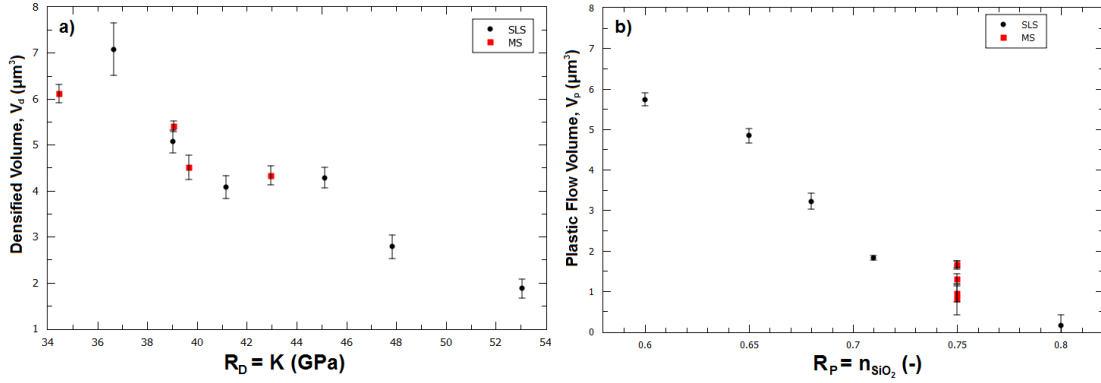 a)
SLS
MS
8
7
6
5
4
3
2
1
Densified Volume, V_d (µm³)
34 36 38 40 42 44 46 48 50 52 54
R_D = K (GPa)
b)
SLS
MS
8
7
6
5
4
3
2
1
0
Plastic Flow Volume, V_p (µm³)
0.6 0.65 0.7 0.75 0.8
R_P = n_SiO₂ (-)